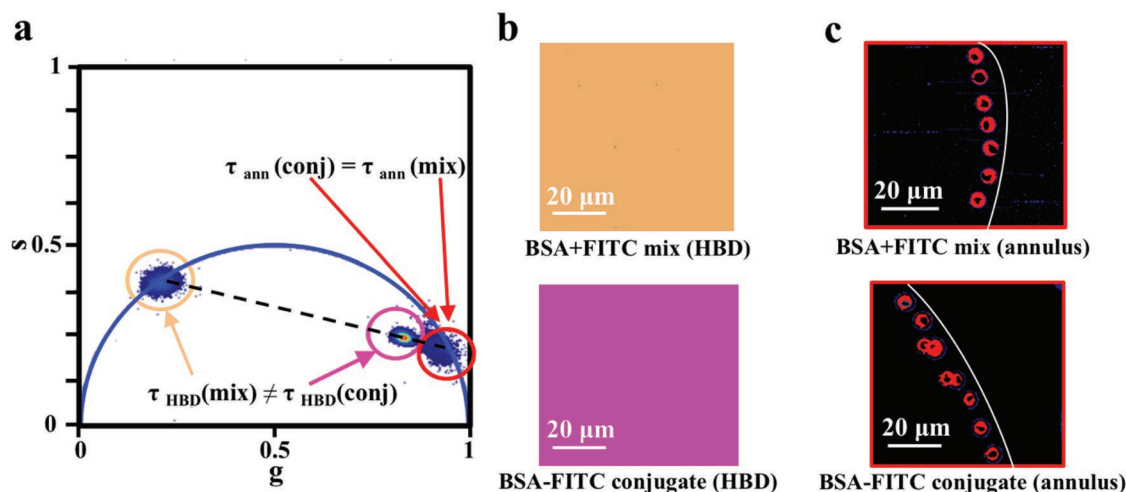 a
1
s
0.5
0
0
0.5
1
g
τ ann (conj) = τ ann (mix)
τ HBD(mix) ≠ τ HBD(conj)
b
20 μm
BSA+FITC mix (HBD)
20 μm
BSA-FITC conjugate (HBD)
c
20 μm
BSA+FITC mix (annulus)
20 μm
BSA-FITC conjugate (annulus)